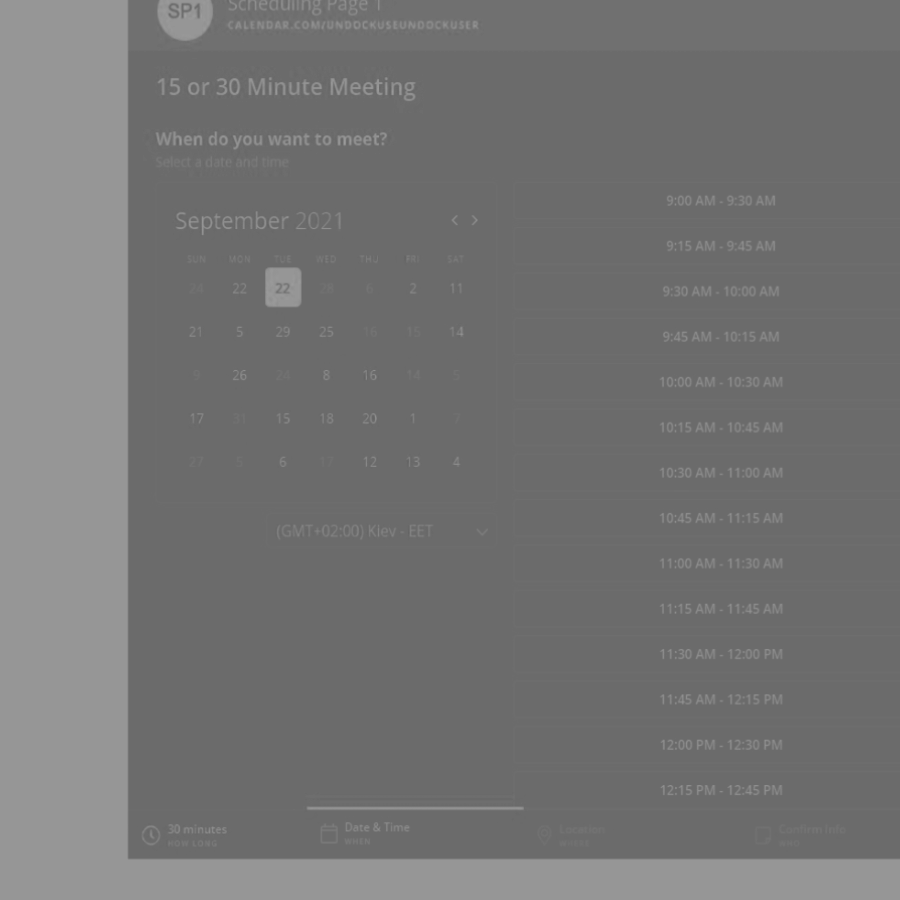 SP1
Scheduling Page 1
CALENDAR.COM/UNDOCKUSEUNDOCKUSER
15 or 30 Minute Meeting
When do you want to meet?
Select a date and time
September 2021
SUN MON TUE WED THU FRI SAT
24 22 22 28 6 2 11
21 5 29 25 16 15 14
9 26 24 8 16 14 5
17 31 15 18 20 1 7
27 6 12 13 4
(GMT+02:00) Kiev - EET
9:00 AM - 9:30 AM
9:15 AM - 9:45 AM
9:30 AM - 10:00 AM
9:45 AM - 10:15 AM
10:00 AM - 10:30 AM
10:15 AM - 10:45 AM
10:30 AM - 11:00 AM
10:45 AM - 11:15 AM
11:00 AM - 11:30 AM
11:15 AM - 11:45 AM
11:30 AM - 12:00 PM
11:45 AM - 12:15 PM
12:00 PM - 12:30 PM
12:15 PM - 12:45 PM
30 minutes
HOW LONG
Date & Time
WHEN
Location
Confirm Info